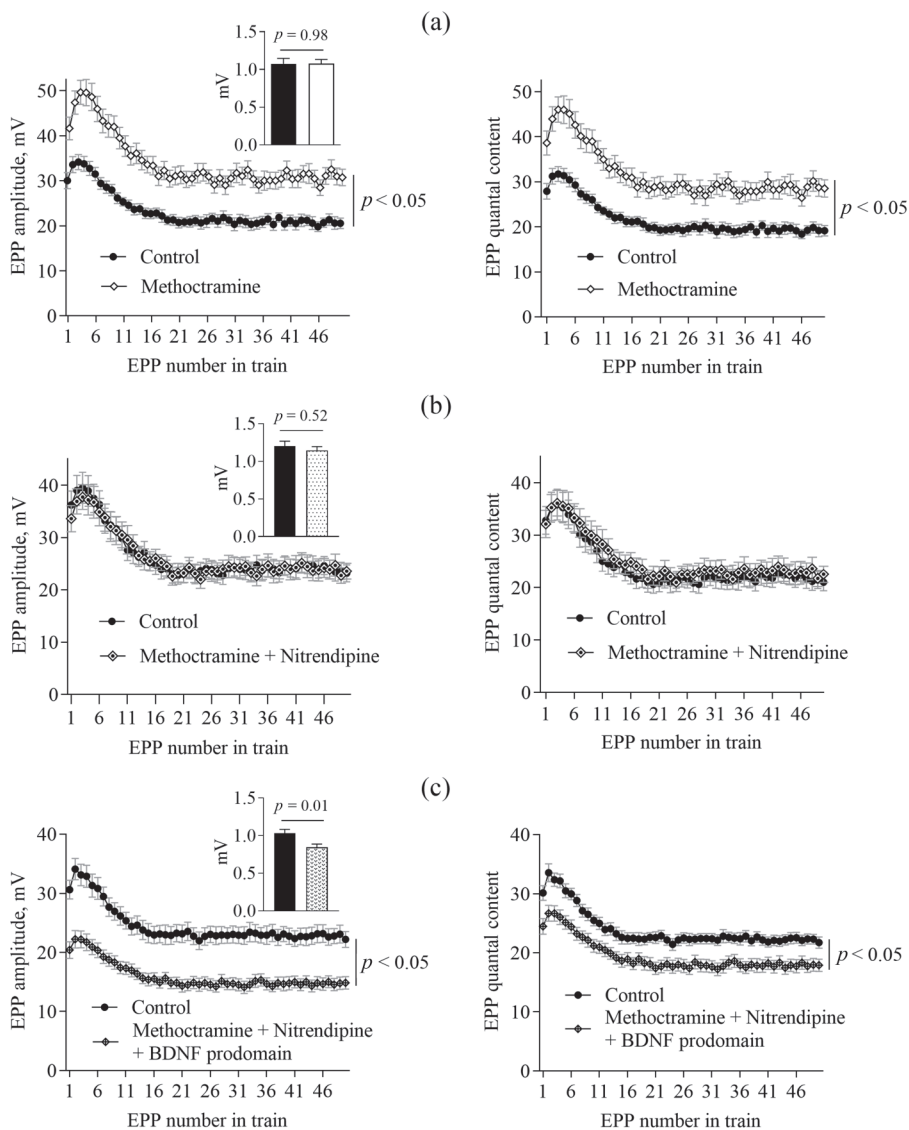 (a)
p = 0.98
mV
1.5
1.0
0.5
0
EPP amplitude, mV
50
40
30
20
10
0
p < 0.05
Control
Methoctramine
1 6 11 16 21 26 31 36 41 46
EPP number in train
EPP quantal content
50
40
30
20
10
0
p < 0.05
Control
Methoctramine
1 6 11 16 21 26 31 36 41 46
EPP number in train
(b)
p = 0.52
mV
1.5
1.0
0.5
0
EPP amplitude, mV
40
30
20
10
0
Control
Methoctramine + Nitrendipine
1 6 11 16 21 26 31 36 41 46
EPP number in train
EPP quantal content
40
30
20
10
0
Control
Methoctramine + Nitrendipine
1 6 11 16 21 26 31 36 41 46
EPP number in train
(c)
p = 0.01
mV
1.5
1.0
0.5
0
EPP amplitude, mV
40
30
20
10
0
p < 0.05
Control
Methoctramine + Nitrendipine
+ BDNF prodomain
1 6 11 16 21 26 31 36 41 46
EPP number in train
EPP quantal content
40
30
20
10
0
p < 0.05
Control
Methoctramine + Nitrendipine
+ BDNF prodomain
1 6 11 16 21 26 31 36 41 46
EPP number in train